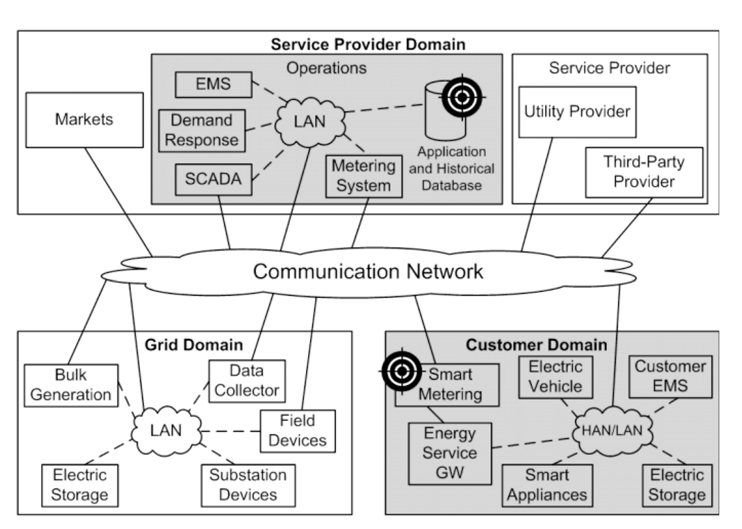 Service Provider Domain
Operations
Service Provider
EMS
Markets
LAN
Utility Provider
Demand
Response
Application
and Historical
Database
Third-Party
Provider
SCADA
Metering
System
Communication Network
Grid Domain
Customer Domain
Bulk
Generation
Data
Collector
Smart
Metering
Electric
Vehicle
Customer
EMS
LAN
Field
Devices
Energy
Service
GW
HAN/LAN
Electric
Storage
Substation
Devices
Smart
Appliances
Electric
Storage